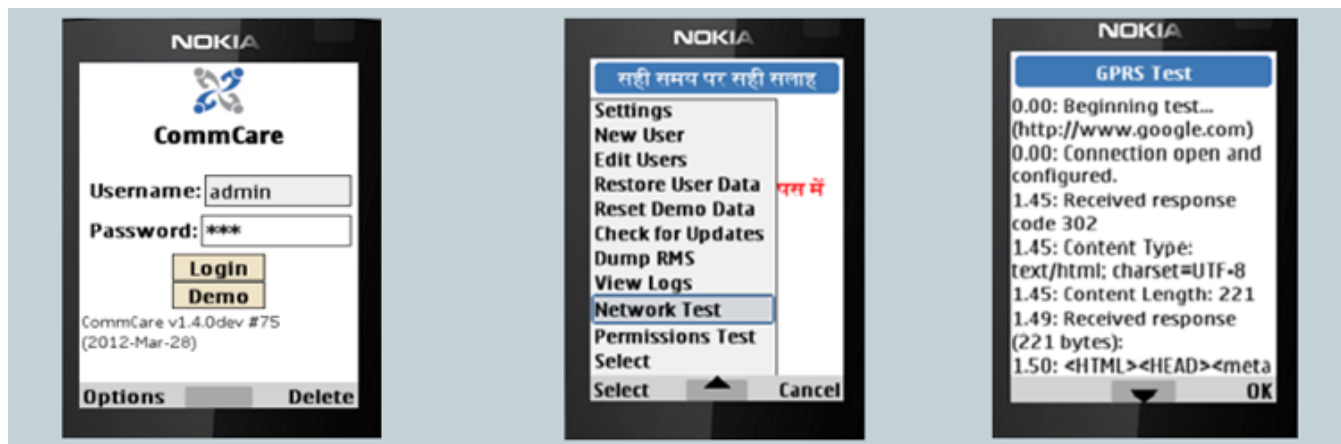 NOKIA
CommCare
Username: admin
Password: ***
Login
Demo
CommCare v1.4.0dev #75
(2012-Mar-28)
Options Delete
NOKIA
सही समय पर सही सलाह
Settings
New User
Edit Users
Restore User Data
में
Reset Demo Data
Check for Updates
Dump RMS
View Logs
Network Test
Permissions Test
Select
Select Cancel
NOKIA
GPRS Test
0.00: Beginning test...
(http://www.google.com)
0.00: Connection open and
configured.
1.45: Received response
code 302
1.45: Content Type:
text/html; charset=UTF-8
1.45: Content Length: 221
1.49: Received response
(221 bytes):
1.50: <HTML><HEAD><meta
OK